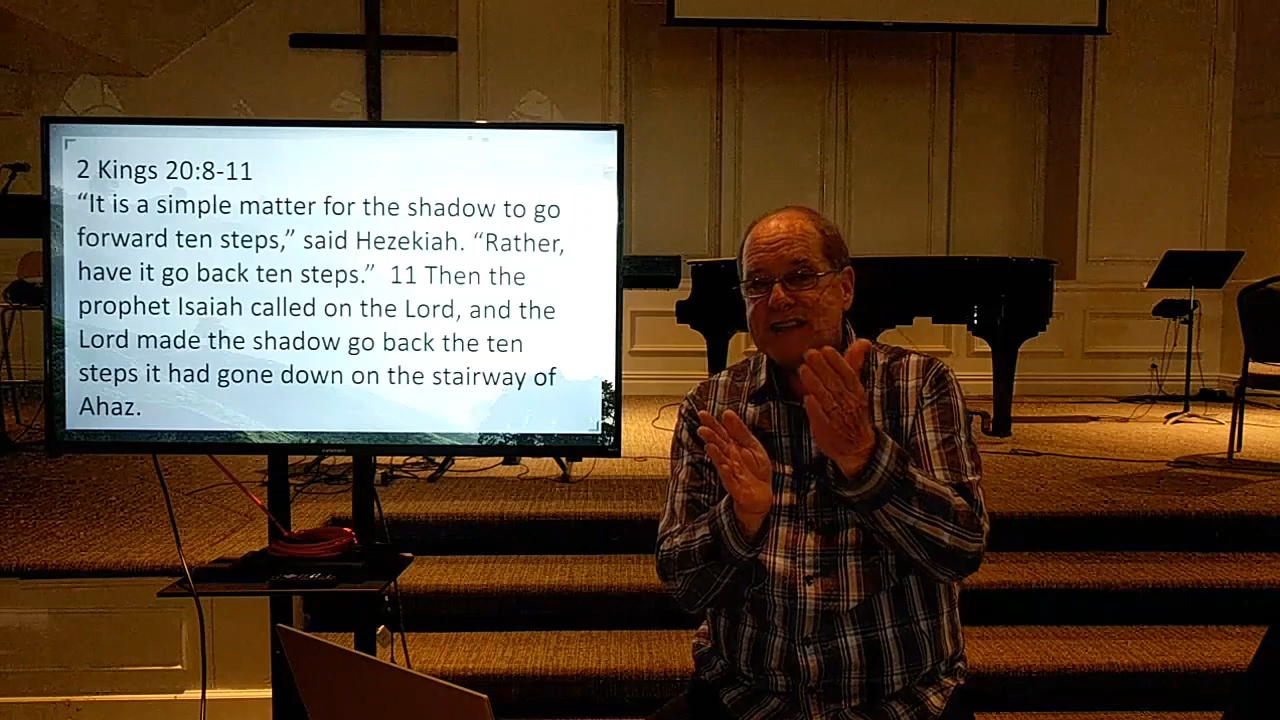 2 Kings 20:8-11
“It is a simple matter for the shadow to go
forward ten steps,” said Hezekiah. “Rather,
have it go back ten steps.”  11 Then the
prophet Isaiah called on the Lord, and the
Lord made the shadow go back the ten
steps it had gone down on the stairway of
Ahaz.